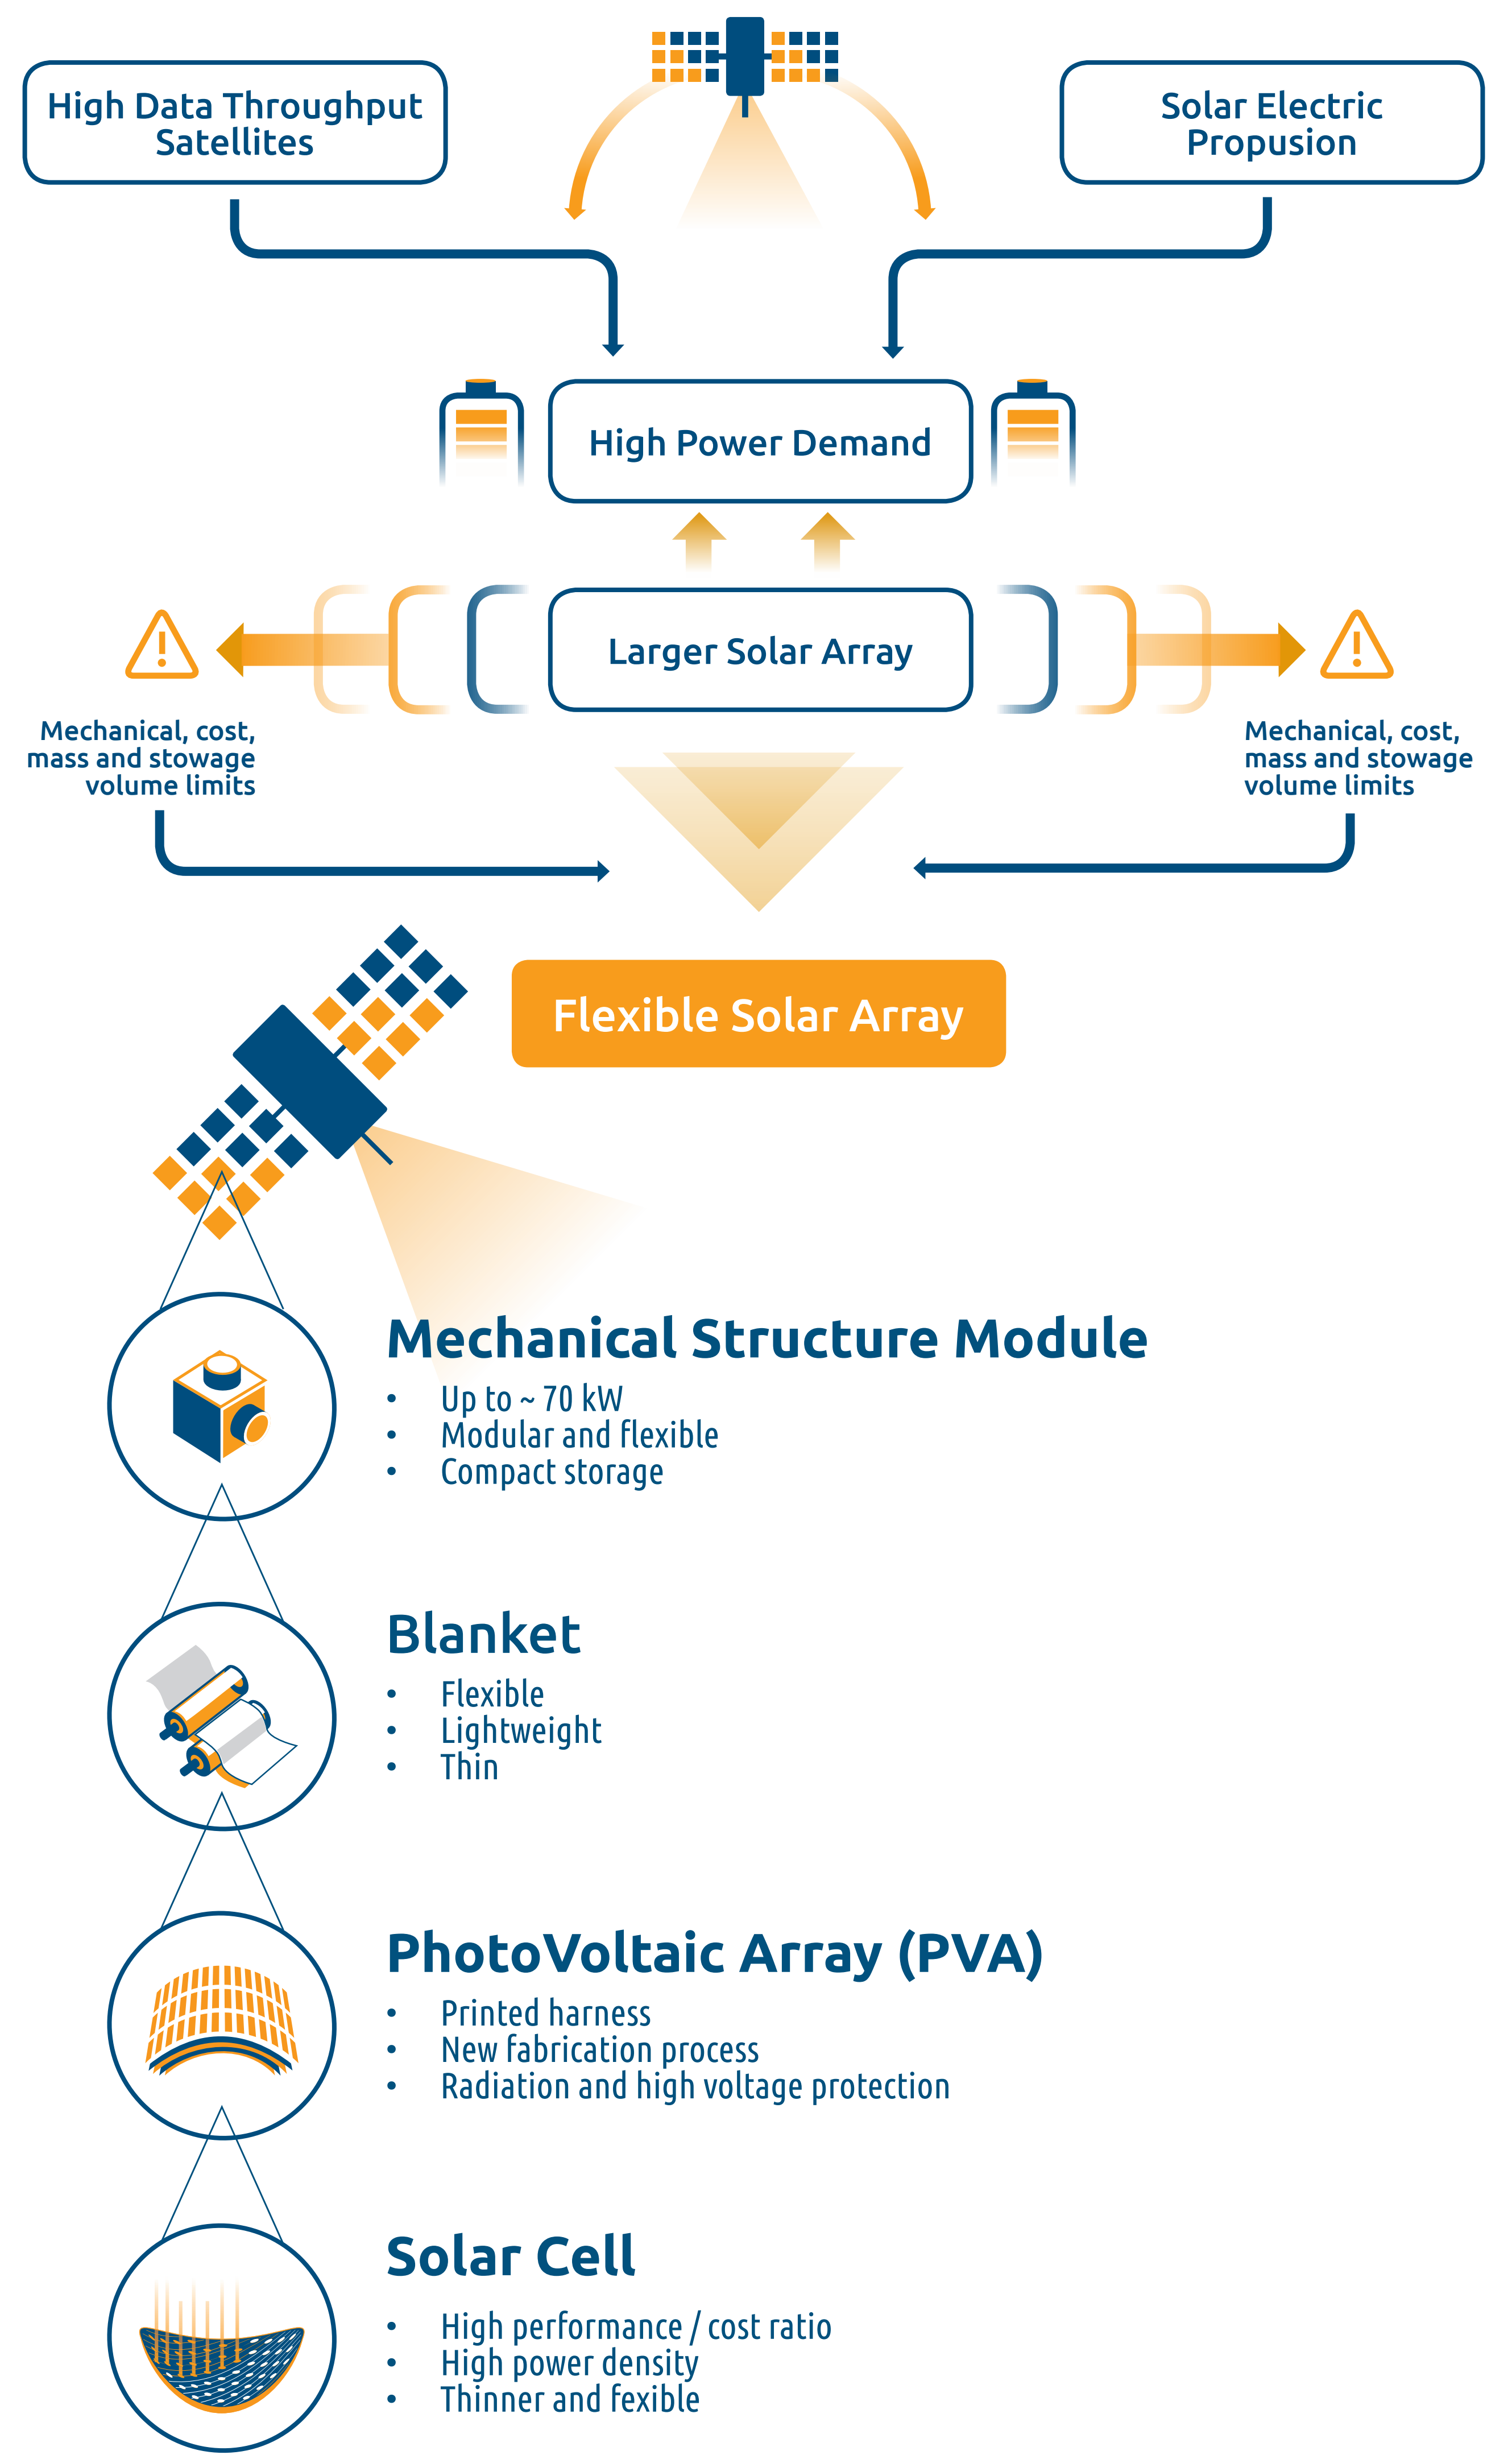 High Data Throughput
Satellites
Solar Electric
Propusion
High Power Demand
Larger Solar Array
Mechanical, cost,
mass and stowage
volume limits
Mechanical, cost,
mass and stowage
volume limits
Flexible Solar Array
Mechanical Structure Module
• Up to ~ 70 kW
• Modular and flexible
• Compact storage
Blanket
• Flexible
• Lightweight
• Thin
PhotoVoltaic Array (PVA)
• Printed harness
• New fabrication process
• Radiation and high voltage protection
Solar Cell
• High performance / cost ratio
• High power density
• Thinner and fexible